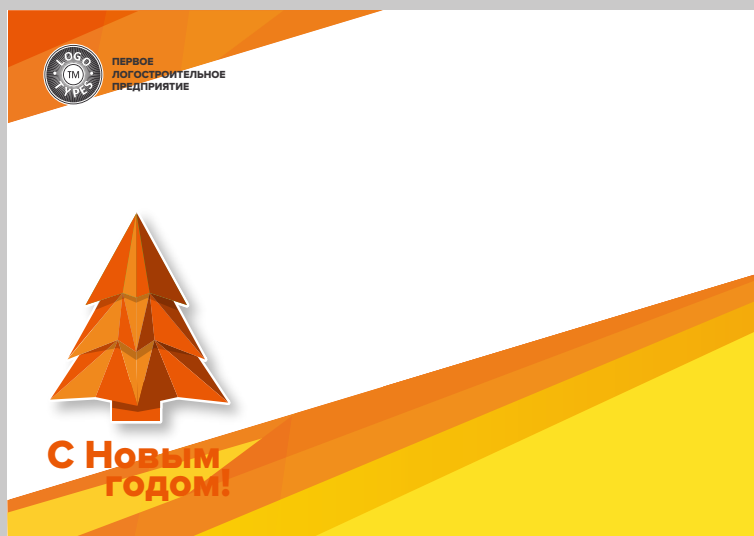 LOGO
TM
TYPES
ПЕРВОЕ
ЛОГОСТРОИТЕЛЬНОЕ
ПРЕДПРИЯТИЕ
С Новым
годом!